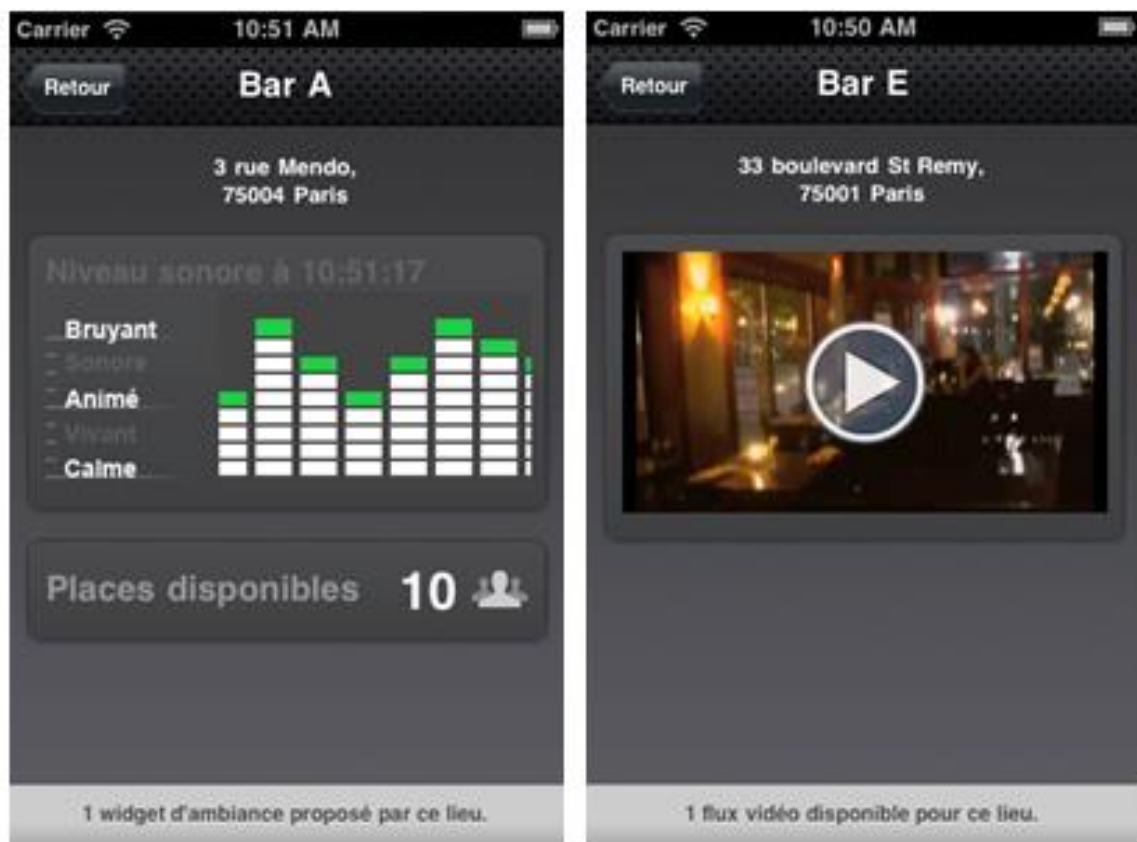 Carrier 10:51 AM
Retour Bar A
3 rue Mendo,
75004 Paris
Niveau sonore à 10:51:17
Bruyant
Sonore
Animé
Vivant
Calme
Places disponibles 10
1 widget d'ambiance proposé par ce lieu.
Carrier 10:50 AM
Retour Bar E
33 boulevard St Remy,
75001 Paris
1 flux vidéo disponible pour ce lieu.